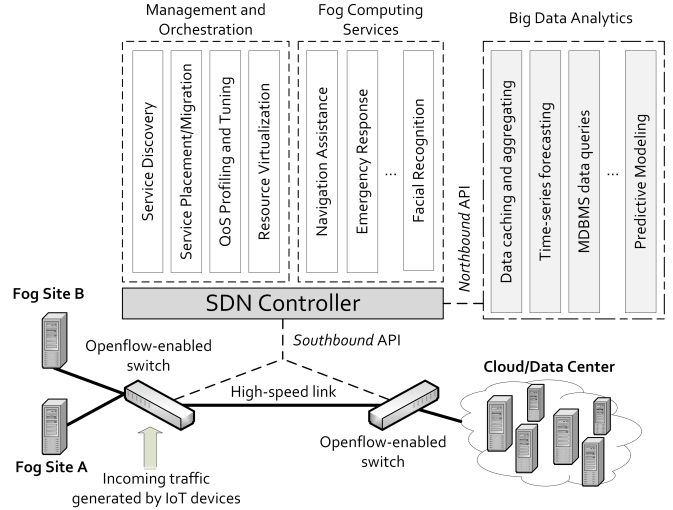 Management and
Orchestration
Fog Computing
Services
Big Data Analytics
Service Discovery
Service Placement/Migration
QoS Profiling and Tuning
Resource Virtualization
Navigation Assistance
Emergency Response
...
Facial Recognition
Northbound API
Data caching and aggregating
Time-series forecasting
MDBMS data queries
...
Predictive Modeling
SDN Controller
Fog Site B
Southbound API
Openflow-enabled
switch
Cloud/Data Center
High-speed link
Openflow-enabled
switch
Fog Site A
Incoming traffic
generated by IoT devices